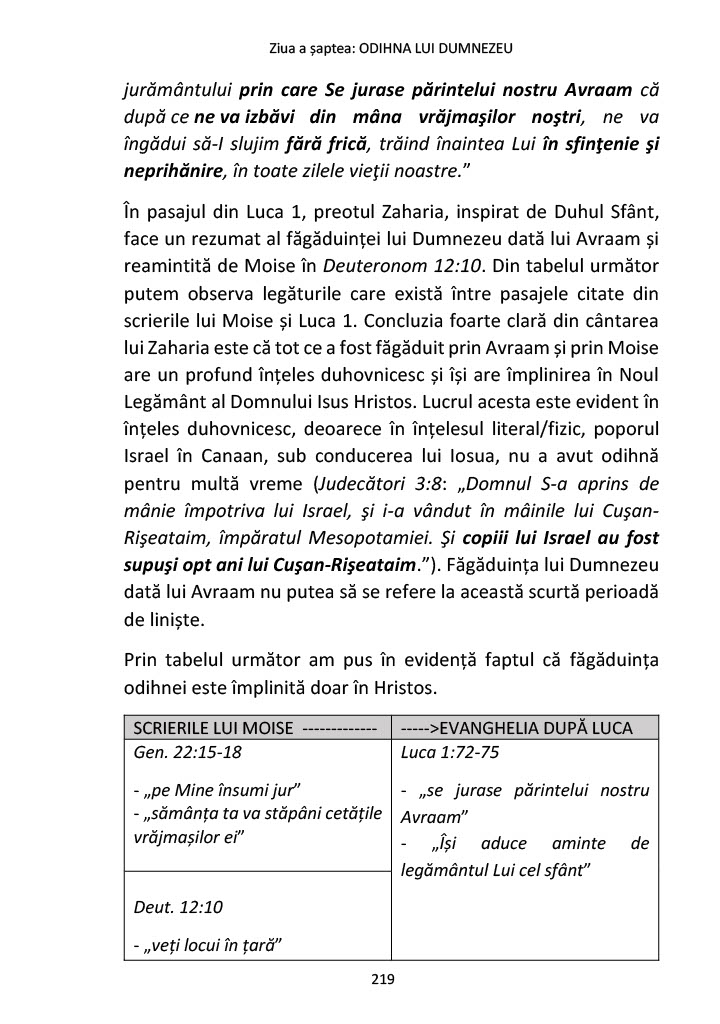 Ziua a șaptea: ODIHNA LUI DUMNEZEU
jurământului prin care Se jurase părintelui nostru Avraam că
după ce ne va izbăvi din mâna vrăjmaşilor noştri, ne va
îngădui să-I slujim fără frică, trăind înaintea Lui în sfinţenie şi
neprihănire, în toate zilele vieţii noastre.”
În pasajul din Luca 1, preotul Zaharia, inspirat de Duhul Sfânt,
face un rezumat al făgăduinței lui Dumnezeu dată lui Avraam și
reamintită de Moise în Deuteronom 12:10. Din tabelul următor
putem observa legăturile care există între pasajele citate din
scrierile lui Moise și Luca 1. Concluzia foarte clară din cântarea
lui Zaharia este că tot ce a fost făgăduit prin Avraam și prin Moise
are un profund înțeles duhovnicesc și își are împlinirea în Noul
Legământ al Domnului Isus Hristos. Lucrul acesta este evident în
înțeles duhovnicesc, deoarece în înțelesul literal/fizic, poporul
Israel în Canaan, sub conducerea lui Iosua, nu a avut odihnă
pentru multă vreme (Judecători 3:8: „Domnul S-a aprins de
mânie împotriva lui Israel, şi i-a vândut în mâinile lui Cuşan-
Rişeataim, împăratul Mesopotamiei. Şi copiii lui Israel au fost
supuşi opt ani lui Cuşan-Rişeataim.”). Făgăduința lui Dumnezeu
dată lui Avraam nu putea să se refere la această scurtă perioadă
de liniște.
Prin tabelul următor am pus în evidență faptul că făgăduința
odihnei este împlinită doar în Hristos.
SCRIERILE LUI MOISE -------------
Gen. 22:15-18
- „pe Mine însumi jur”
- „sămânța ta va stăpâni cetățile
vrăjmașilor ei”
Deut. 12:10
- „veți locui în țară”
----->EVANGHELIA DUPĂ LUCA
Luca 1:72-75
- „se jurase părintelui nostru
Avraam”
- „Își aduce aminte de
legământul Lui cel sfânt”
219